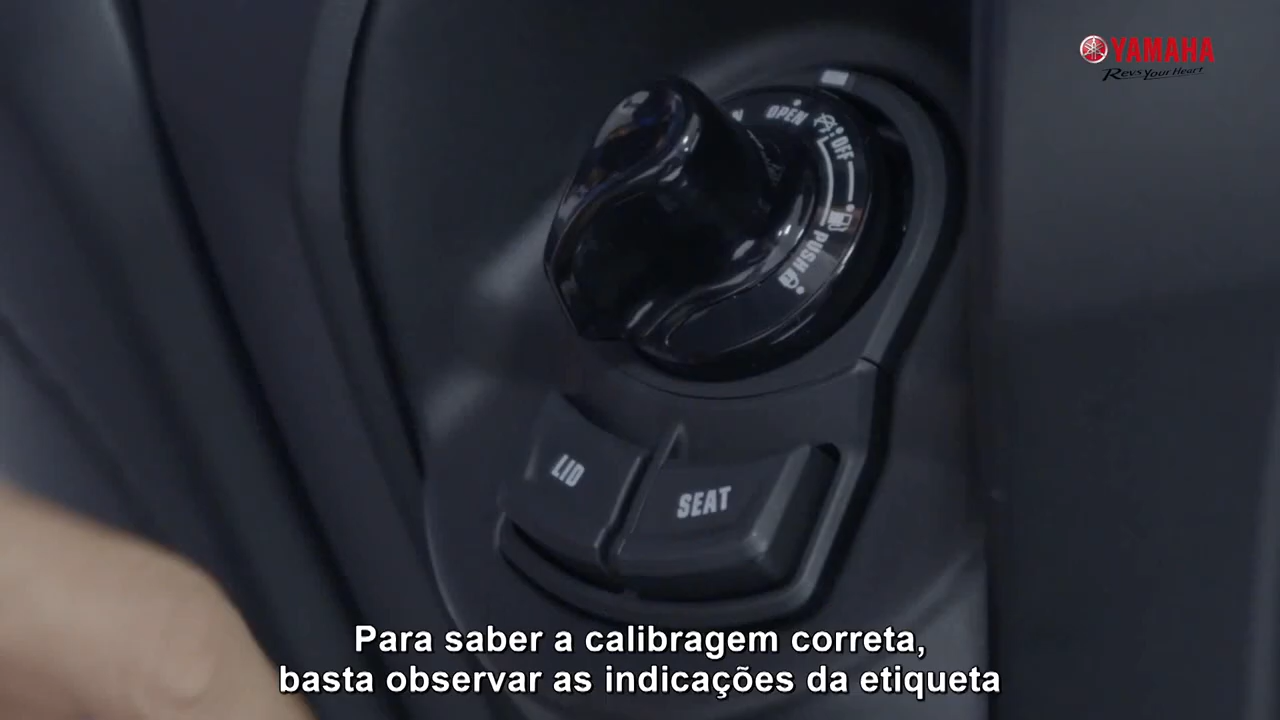 YAMAHA
Revs Your Heart
OPEN
OFF
PUSH
LID
SEAT
Para saber a calibragem correta,
basta observar as indicações da etiqueta